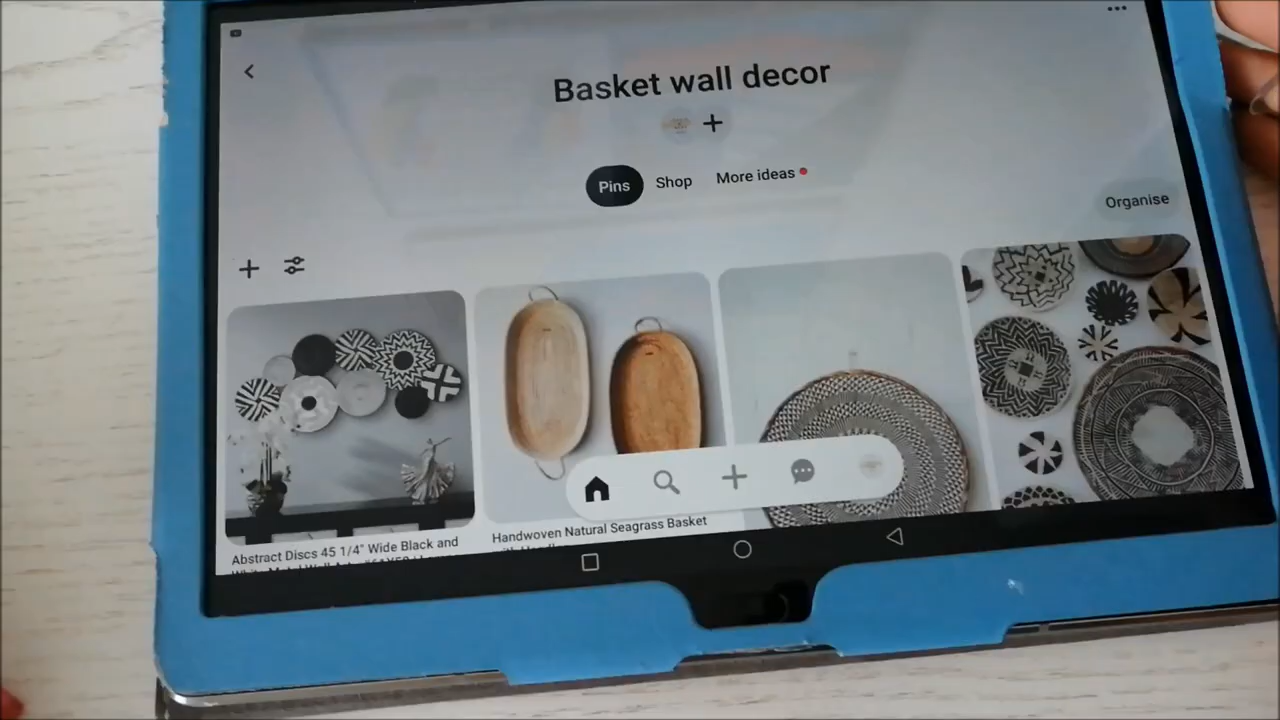 Basket wall decor
Pins
Shop
More ideas
Organise
Abstract Discs 45 1/4" Wide Black and
Handwoven Natural Seagrass Basket